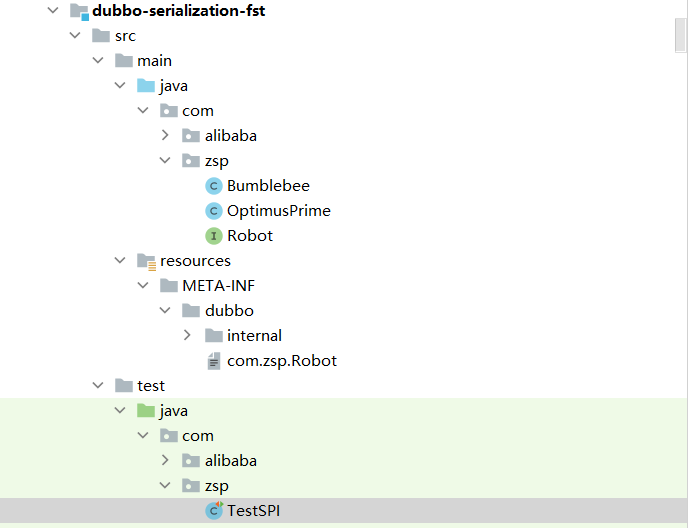 dubbo-serialization-fst
src
main
java
com
alibaba
zsp
Bumblebee
OptimusPrime
Robot
resources
META-INF
dubbo
internal
com.zsp.Robot
test
java
com
alibaba
zsp
TestSPI